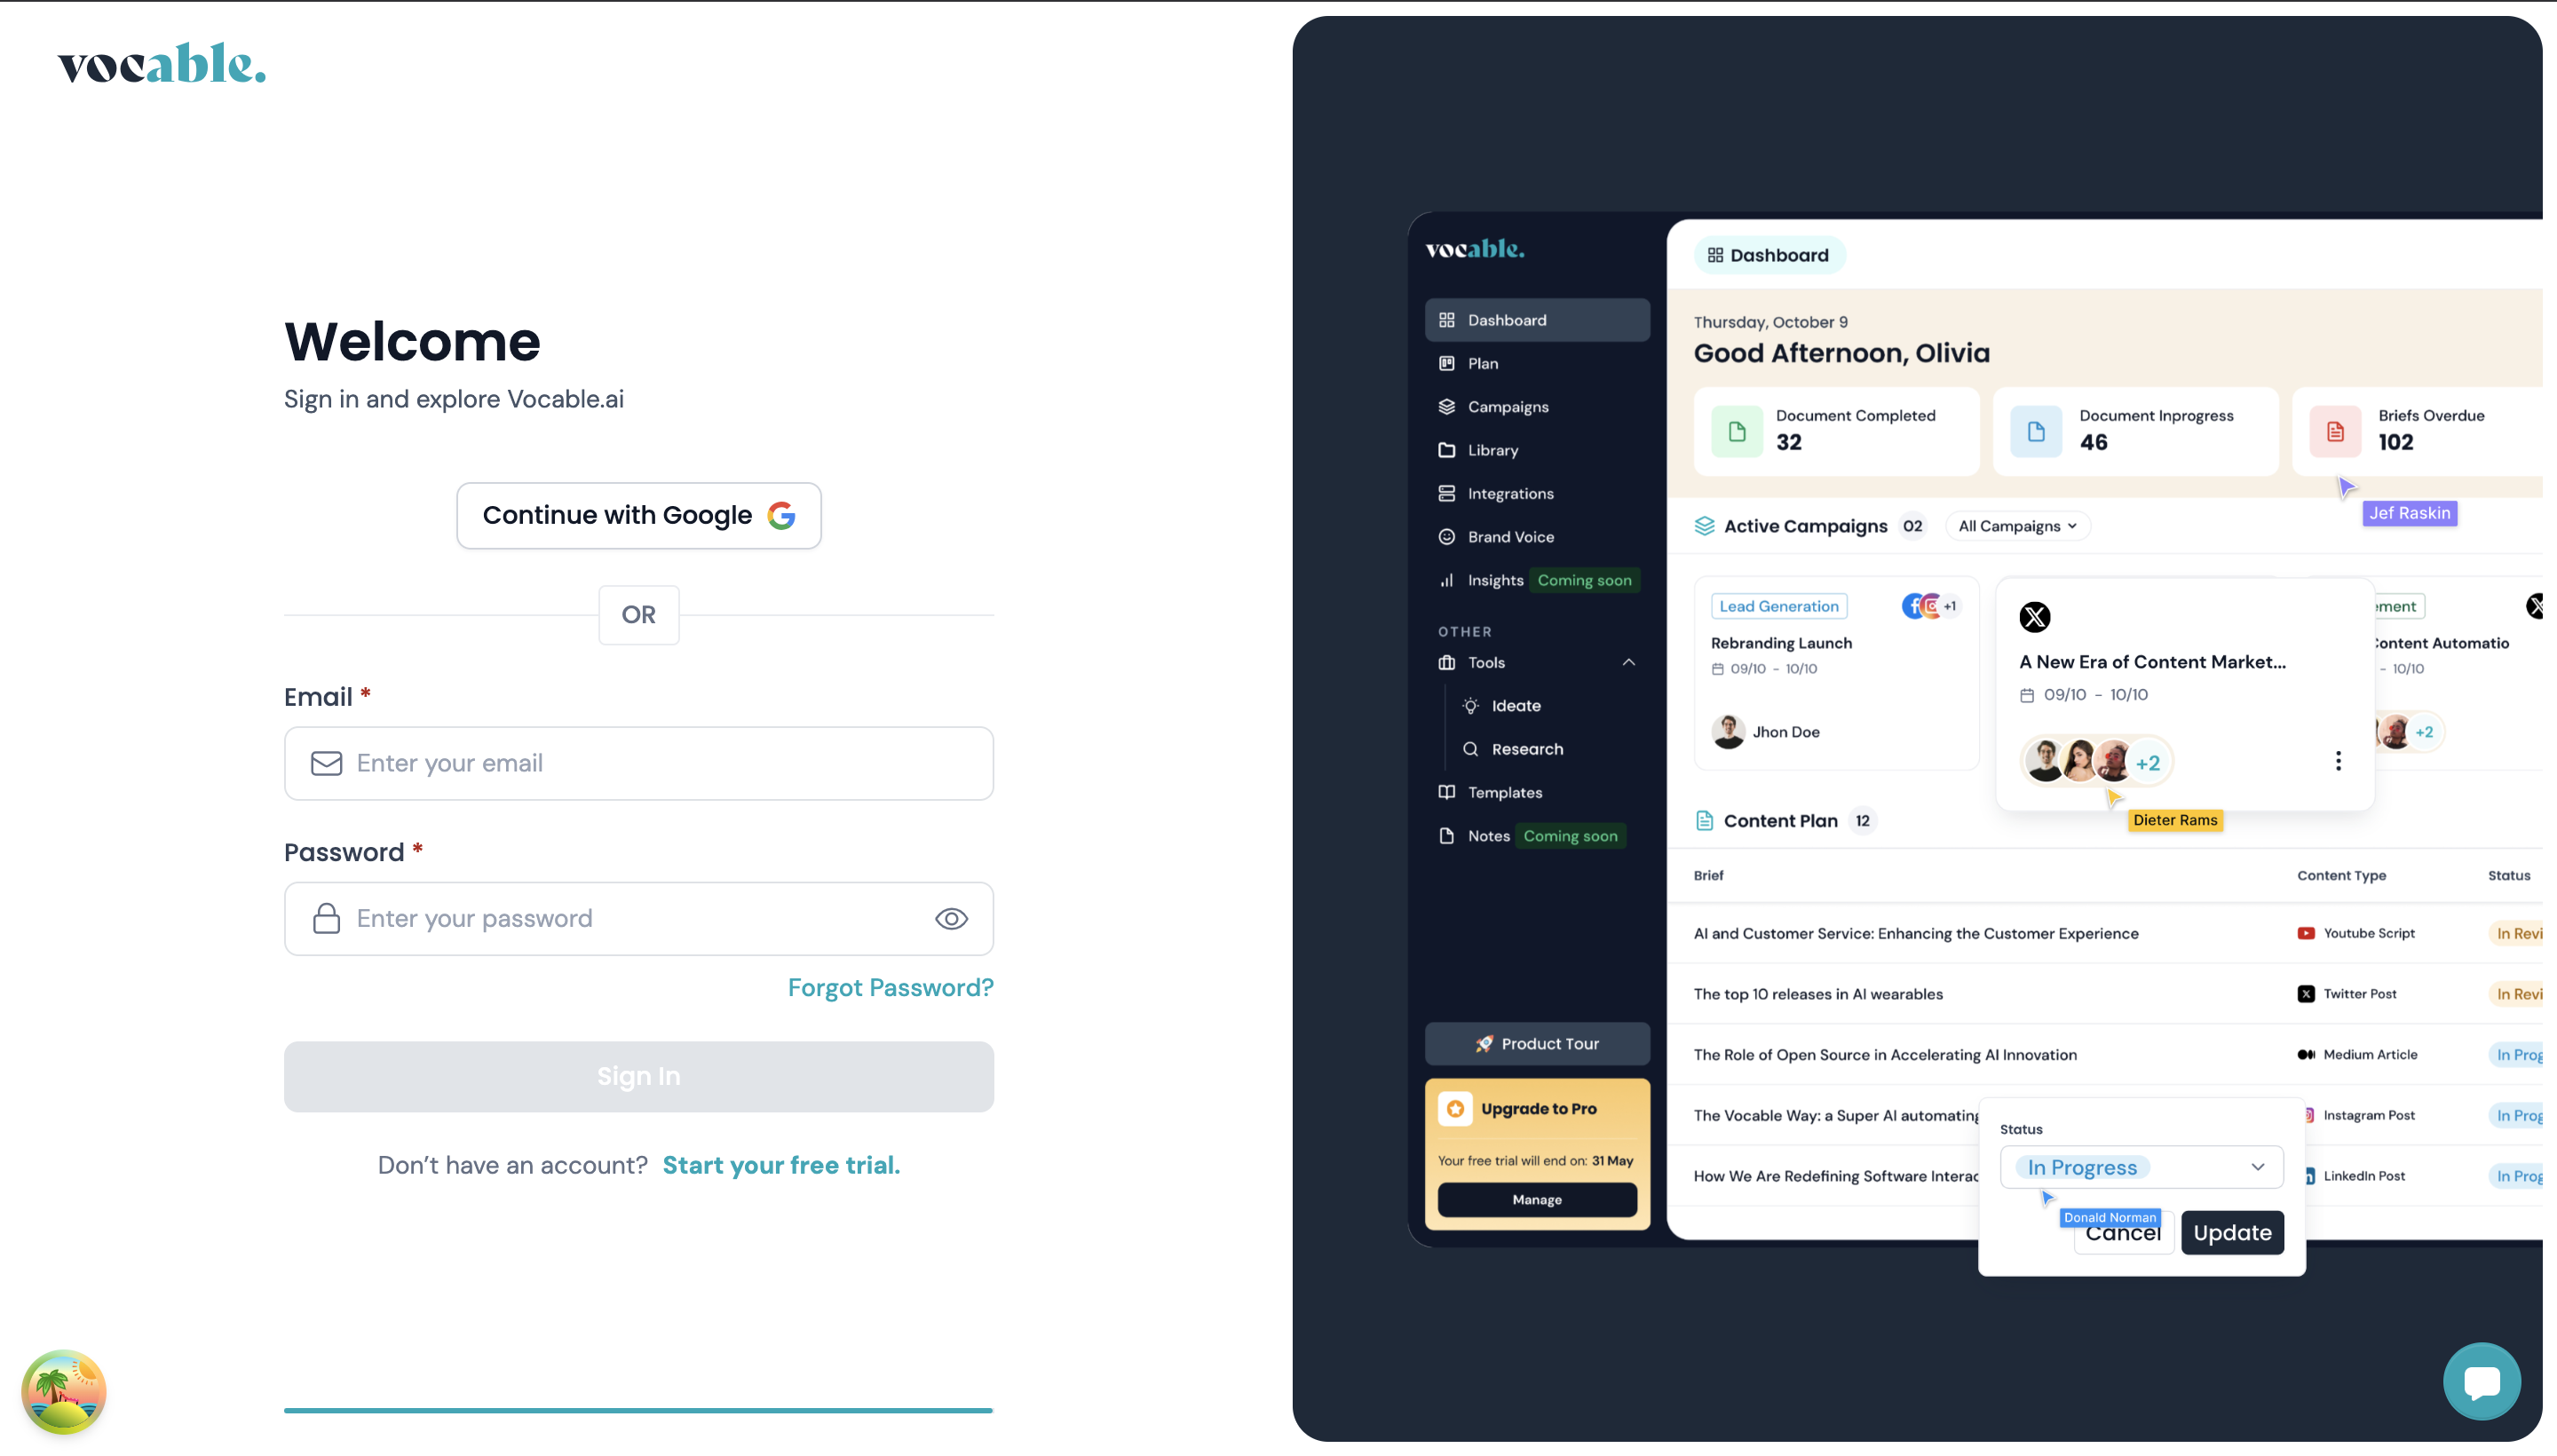 vocable.
Welcome
Sign in and explore Vocable.ai
Continue with Google
OR
Email *
Enter your email
Password *
Enter your password
Forgot Password?
Sign In
Don't have an account? Start your free trial.
vocable.
Dashboard
Plan
Campaigns
Library
Integrations
Brand Voice
Insights Coming soon
OTHER
Tools
Ideate
Research
Templates
Notes Coming soon
Product Tour
Upgrade to Pro
Your free trial will end on: 31 May
Manage
Dashboard
Thursday, October 9
Good Afternoon, Olivia
Document Completed
32
Document Inprogress
46
Briefs Overdue
102
Jef Raskin
Active Campaigns 02 All Campaigns
Lead Generation +1
Rebranding Launch
09/10 - 10/10
Jhon Doe
A New Era of Content Market...
09/10 - 10/10
+2
Dieter Rams
- 10/10
+2
Content Plan 12
Brief Content Type Status
AI and Customer Service: Enhancing the Customer Experience Youtube Script In
The top 10 releases in AI wearables Twitter Post In
The Role of Open Source in Accelerating AI Innovation Medium Article In
The Vocable Way: a Super AI automating Instagram Post In
How We Are Redefining Software LinkedIn Post In
Status
In Progress
Donald Norman
Cancel Update